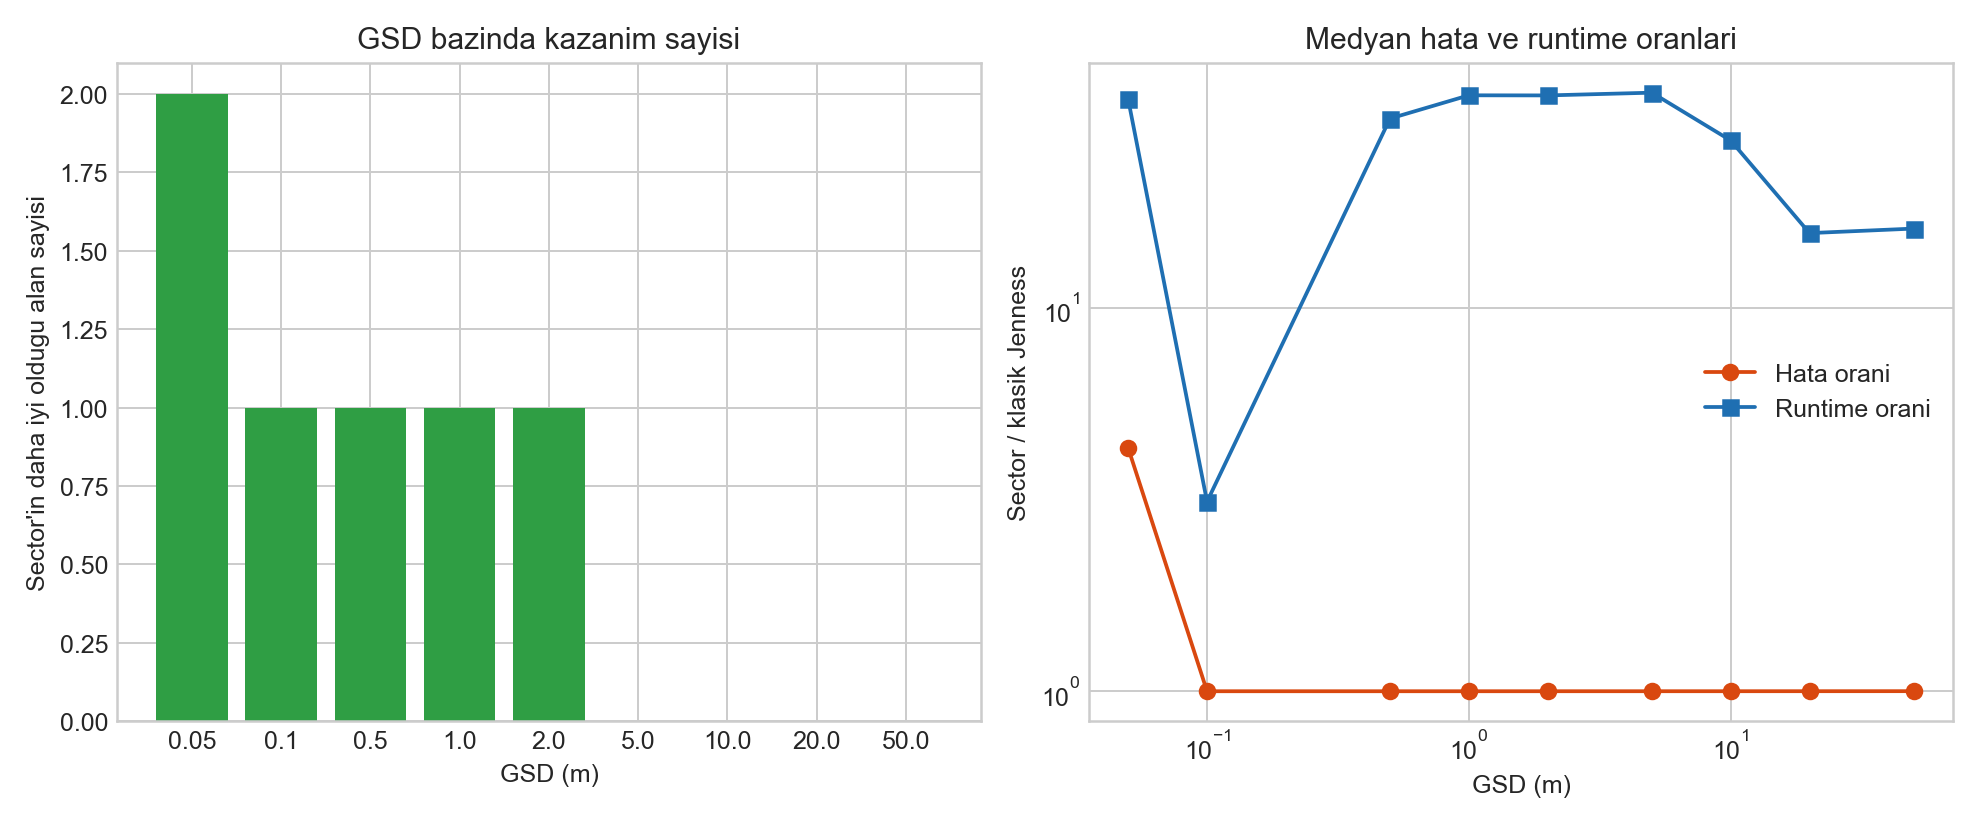 GSD bazinda kazanim sayisi
Sector'in daha iyi oldugu alan sayisi
2.00
1.75
1.50
1.25
1.00
0.75
0.50
0.25
0.00
0.05 0.1 0.5 1.0 2.0 5.0 10.0 20.0 50.0
GSD (m)
Medyan hata ve runtime oranlari
Sector / klasik Jenness
10¹
10⁰
Hata orani
Runtime orani
10⁻¹ 10⁰ 10¹
GSD (m)